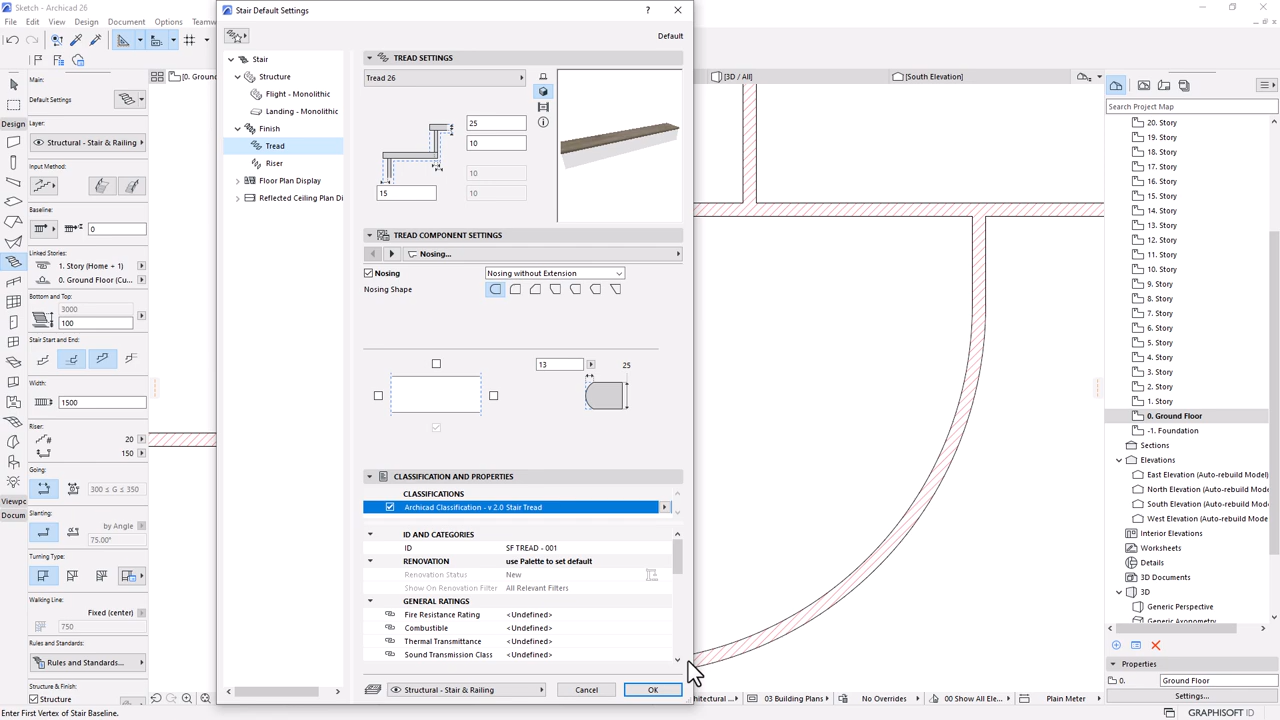 Archicad 26
File Edit View Design Document Options Teamw
Main:
Default Settings
Design
Layer:
Structural - Stair & Railing
Input Method:
Baseline:
0
Linked Stories:
1. Story (Home + 1)
0. Ground Floor (Cu
Bottom and Top:
3000
100
Stair Start and End:
Width:
1500
Riser:
20
150
Going:
300 ≤ G ≤ 350
Slanting:
by Angle
75.00°
Turning Type:
Walking Line:
Fixed (center)
750
Rules and Standards:
Rules and Standards...
Structure & Finish:
Viewpc
Docum
Enter First Vertex of Stair Baseline.
[0. Ground
Stair Default Settings
?
Default
Stair
Structure
Flight - Monolithic
Landing - Monolithic
Finish
Tread
Riser
Floor Plan Display
Reflected Ceiling Plan Di
TREAD SETTINGS
Tread 26
25
10
10
15
10
TREAD COMPONENT SETTINGS
Nosing...
Nosing
Nosing without Extension
Nosing Shape
13
25
CLASSIFICATION AND PROPERTIES
CLASSIFICATIONS
Archicad Classification - v 2.0 Stair Tread
ID AND CATEGORIES
ID SF TREAD - 001
RENOVATION use Palette to set default
Renovation Status New
Show On Renovation Filter All Relevant Filters
GENERAL RATINGS
Fire Resistance Rating <Undefined>
Combustible <Undefined>
Thermal Transmittance <Undefined>
Sound Transmission Class <Undefined>
Structural - Stair & Railing
Cancel
OK
[3D / All]
[South Elevation]
chitectural ...
03 Building Plans
No Overrides
00 Show All Ele...
Plain Meter
Search Project Map
20. Story
19. Story
18. Story
17. Story
16. Story
15. Story
14. Story
13. Story
12. Story
11. Story
10. Story
9. Story
8. Story
7. Story
6. Story
5. Story
4. Story
3. Story
2. Story
1. Story
0. Ground Floor
-1. Foundation
Sections
Elevations
East Elevation (Auto-rebuild Model)
North Elevation (Auto-rebuild Model
South Elevation (Auto-rebuild Model
West Elevation (Auto-rebuild Model)
Interior Elevations
Worksheets
Details
3D Documents
3D
Generic Perspective
Generic Axonometry
Properties
0. Ground Floor
Settings...
GRAPHISOFT ID